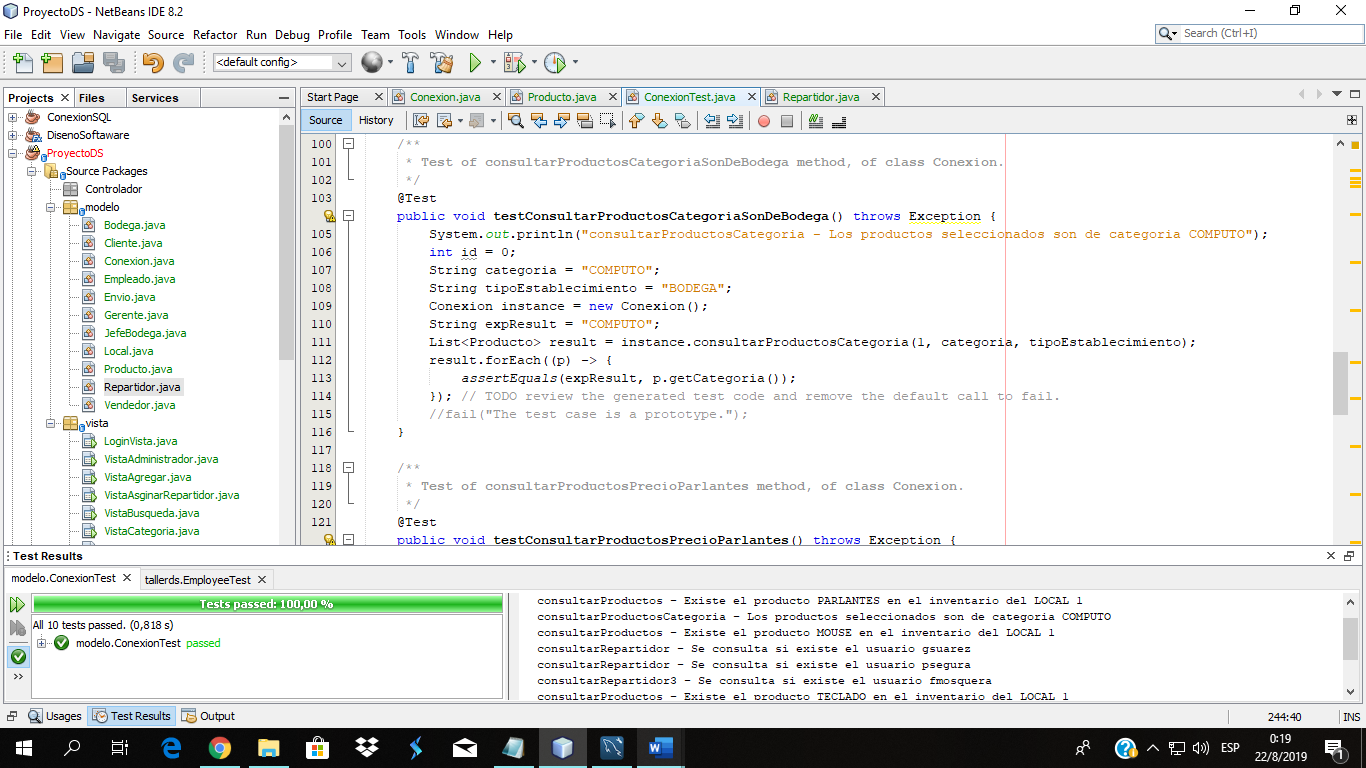 ProyectoDS - NetBeans IDE 8.2
File Edit View Navigate Source Refactor Run Debug Profile Team Tools Window Help
Search (Ctrl+I)
<default config>
Projects Files Services
Start Page Conexion.java Producto.java ConexionTest.java Repartidor.java
Source History
ConexionSQL
DisenoSoftaware
ProyectoDS
Source Packages
Controlador
modelo
Bodega.java
Cliente.java
Conexion.java
Empleado.java
Envio.java
Gerente.java
JefeBodega.java
Local.java
Producto.java
Repartidor.java
Vendedor.java
vista
LoginVista.java
VistaAdministrador.java
VistaAgregar.java
VistaAsginarRepartidor.java
VistaBusqueda.java
VistaCategoria.java
100 /**
101 * Test of consultarProductosCategoriaSonDeBodega method, of class Conexion.
102 */
103 @Test
public void testConsultarProductosCategoriaSonDeBodega() throws Exception {
105 System.out.println("consultarProductosCategoria - Los productos seleccionados son de categoria COMPUTO");
106 int id = 0;
107 String categoria = "COMPUTO";
108 String tipoEstablecimiento = "BODEGA";
109 Conexion instance = new Conexion();
110 String expResult = "COMPUTO";
111 List<Producto> result = instance.consultarProductosCategoria(1, categoria, tipoEstablecimiento);
112 result.forEach((p) -> {
113 assertEquals(expResult, p.getCategoria());
114 }); // TODO review the generated test code and remove the default call to fail.
115 //fail("The test case is a prototype.");
116 }
117
118 /**
119 * Test of consultarProductosPrecioParlantes method, of class Conexion.
120 */
121 @Test
public void testConsultarProductosPrecioParlantes() throws Exception {
Test Results
modelo.ConexionTest tallerds.EmployeeTest
Tests passed: 100,00 %
All 10 tests passed. (0,818 s)
modelo.ConexionTest passed
consultarProductos - Existe el producto PARLANTES en el inventario del LOCAL 1
consultarProductosCategoria - Los productos seleccionados son de categoria COMPUTO
consultarProductos - Existe el producto MOUSE en el inventario del LOCAL 1
consultarRepartidor - Se consulta si existe el usuario gsuarez
consultarRepartidor - Se consulta si existe el usuario psegura
consultarRepartidor3 - Se consulta si existe el usuario fmosquera
consultarProductos - Existe el producto TECLADO en el inventario del LOCAL 1
Usages Test Results Output
244:40 INS
ESP
0:19
22/8/2019
1